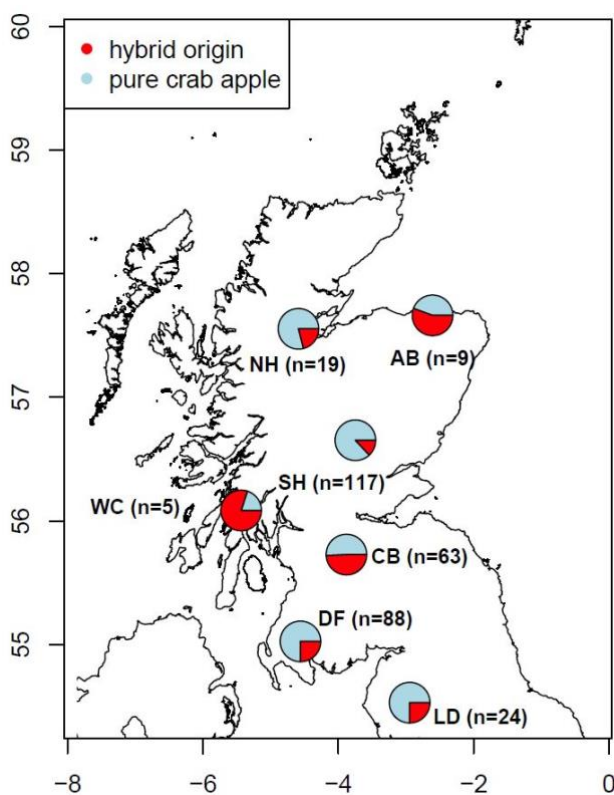 hybrid origin
pure crab apple
60
59
58
57
56
55
NH (n=19)
AB (n=9)
SH (n=117)
WC (n=5)
CB (n=63)
DF (n=88)
LD (n=24)
−8
−6
−4
−2
0